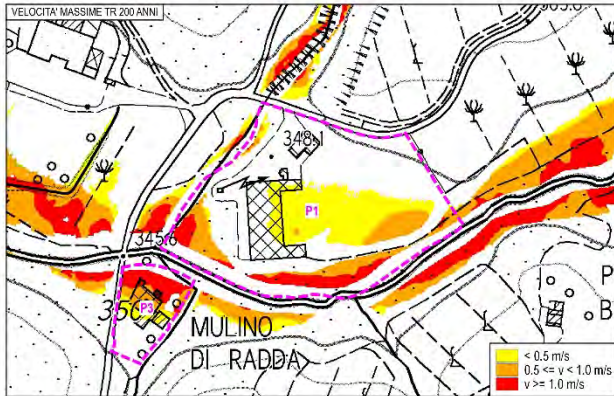 VELOCITA' MASSIME TR 200 ANNI
348.1
P1
345.6
P3
MULINO
DI RADDA
P
B
< 0.5 m/s
0.5 <= v < 1.0 m/s
v >= 1.0 m/s